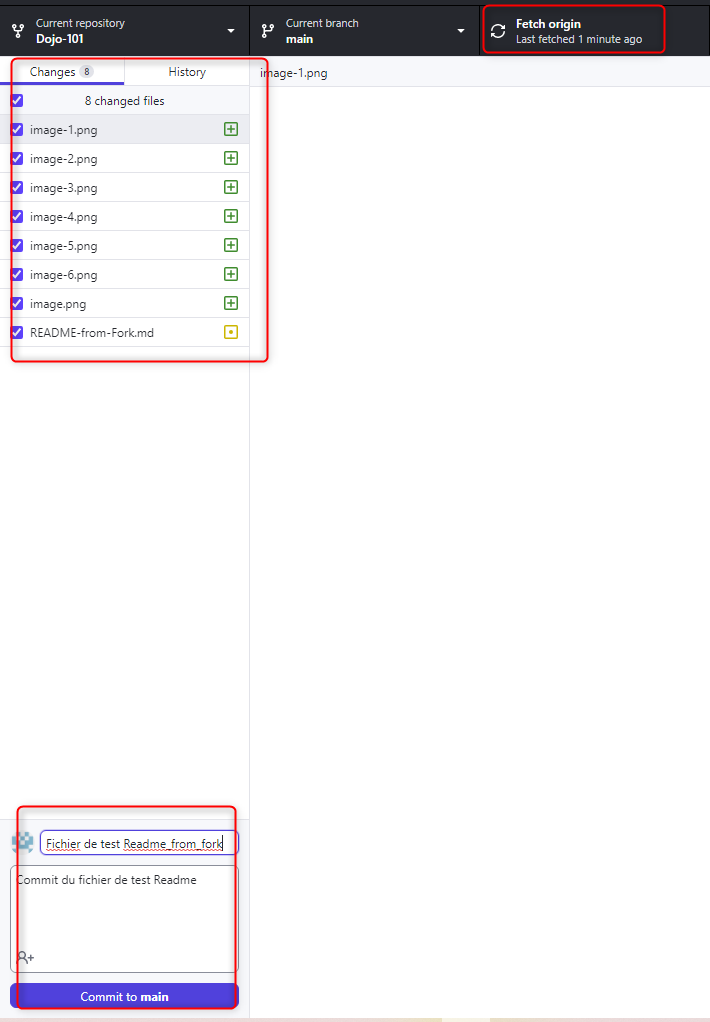 Current repository
Dojo-101
Current branch
main
Fetch origin
Last fetched 1 minute ago
Changes 8
History
image-1.png
8 changed files
image-1.png
image-2.png
image-3.png
image-4.png
image-5.png
image-6.png
image.png
README-from-Fork.md
Fichier de test Readme_from_fork
Commit du fichier de test Readme
Commit to main